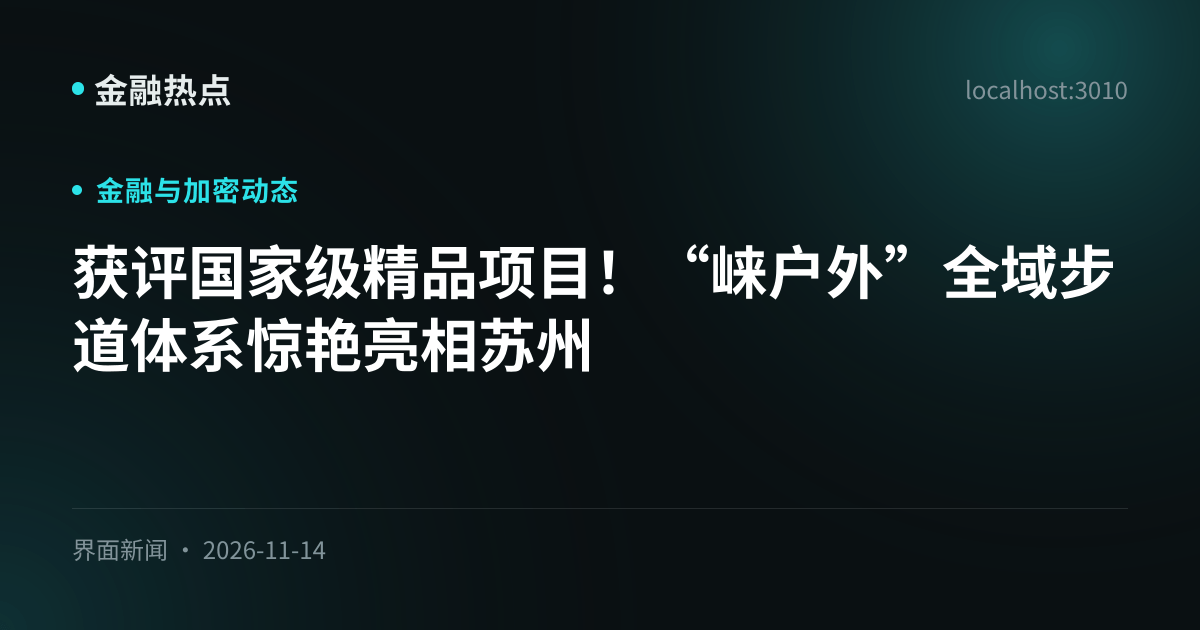 金融热点
localhost:3010
金融与加密动态
获评国家级精品项目！“崃户外”全域步
道体系惊艳亮相苏州
界面新闻 · 2026-11-14